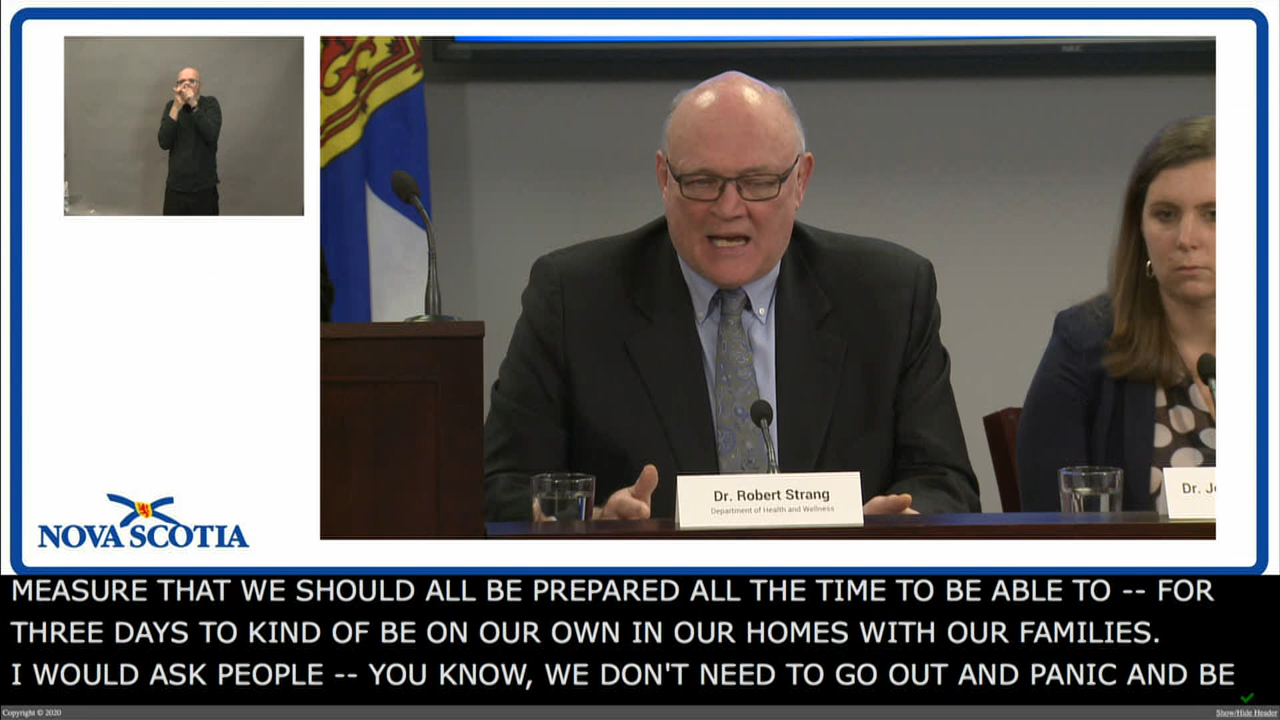 NEC
Dr. Robert Strang
Department of Health and Wellness
Dr. Je
NOVA SCOTIA
MEASURE THAT WE SHOULD ALL BE PREPARED ALL THE TIME TO BE ABLE TO -- FOR
THREE DAYS TO KIND OF BE ON OUR OWN IN OUR HOMES WITH OUR FAMILIES.
I WOULD ASK PEOPLE -- YOU KNOW, WE DON'T NEED TO GO OUT AND PANIC AND BE
Copyright © 2020
Show/Hide Header